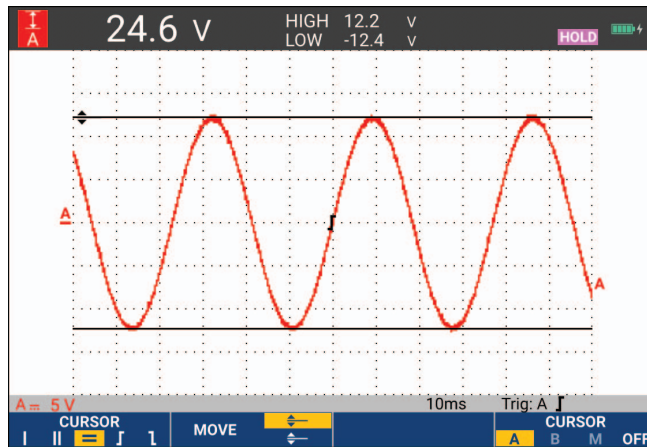 A 24.6 V HIGH 12.2 V
LOW -12.4 V HOLD
A
A
A 5 V 10ms Trig: A
CURSOR MOVE CURSOR
A B M OFF